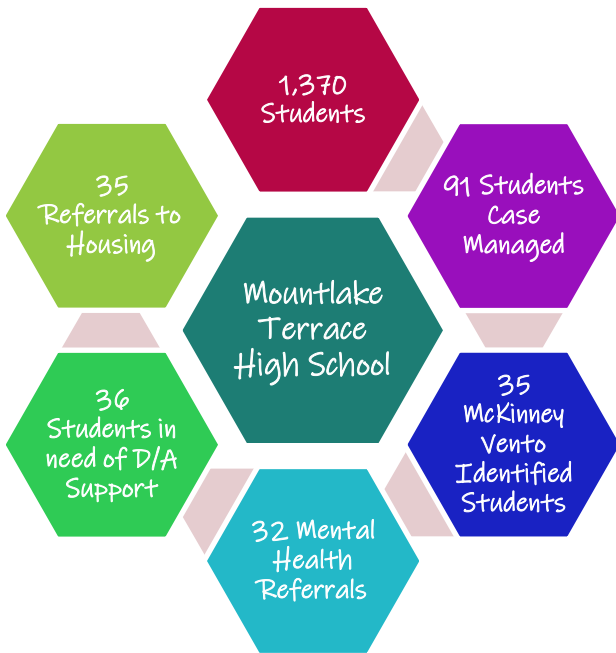 1,370
Students
91 Students
Case
Managed
35
McKinney
Vento
Identified
Students
32 Mental
Health
Referrals
36
Students in
need of D/A
Support
35
Referrals to
Housing
Mountlake
Terrace
High School